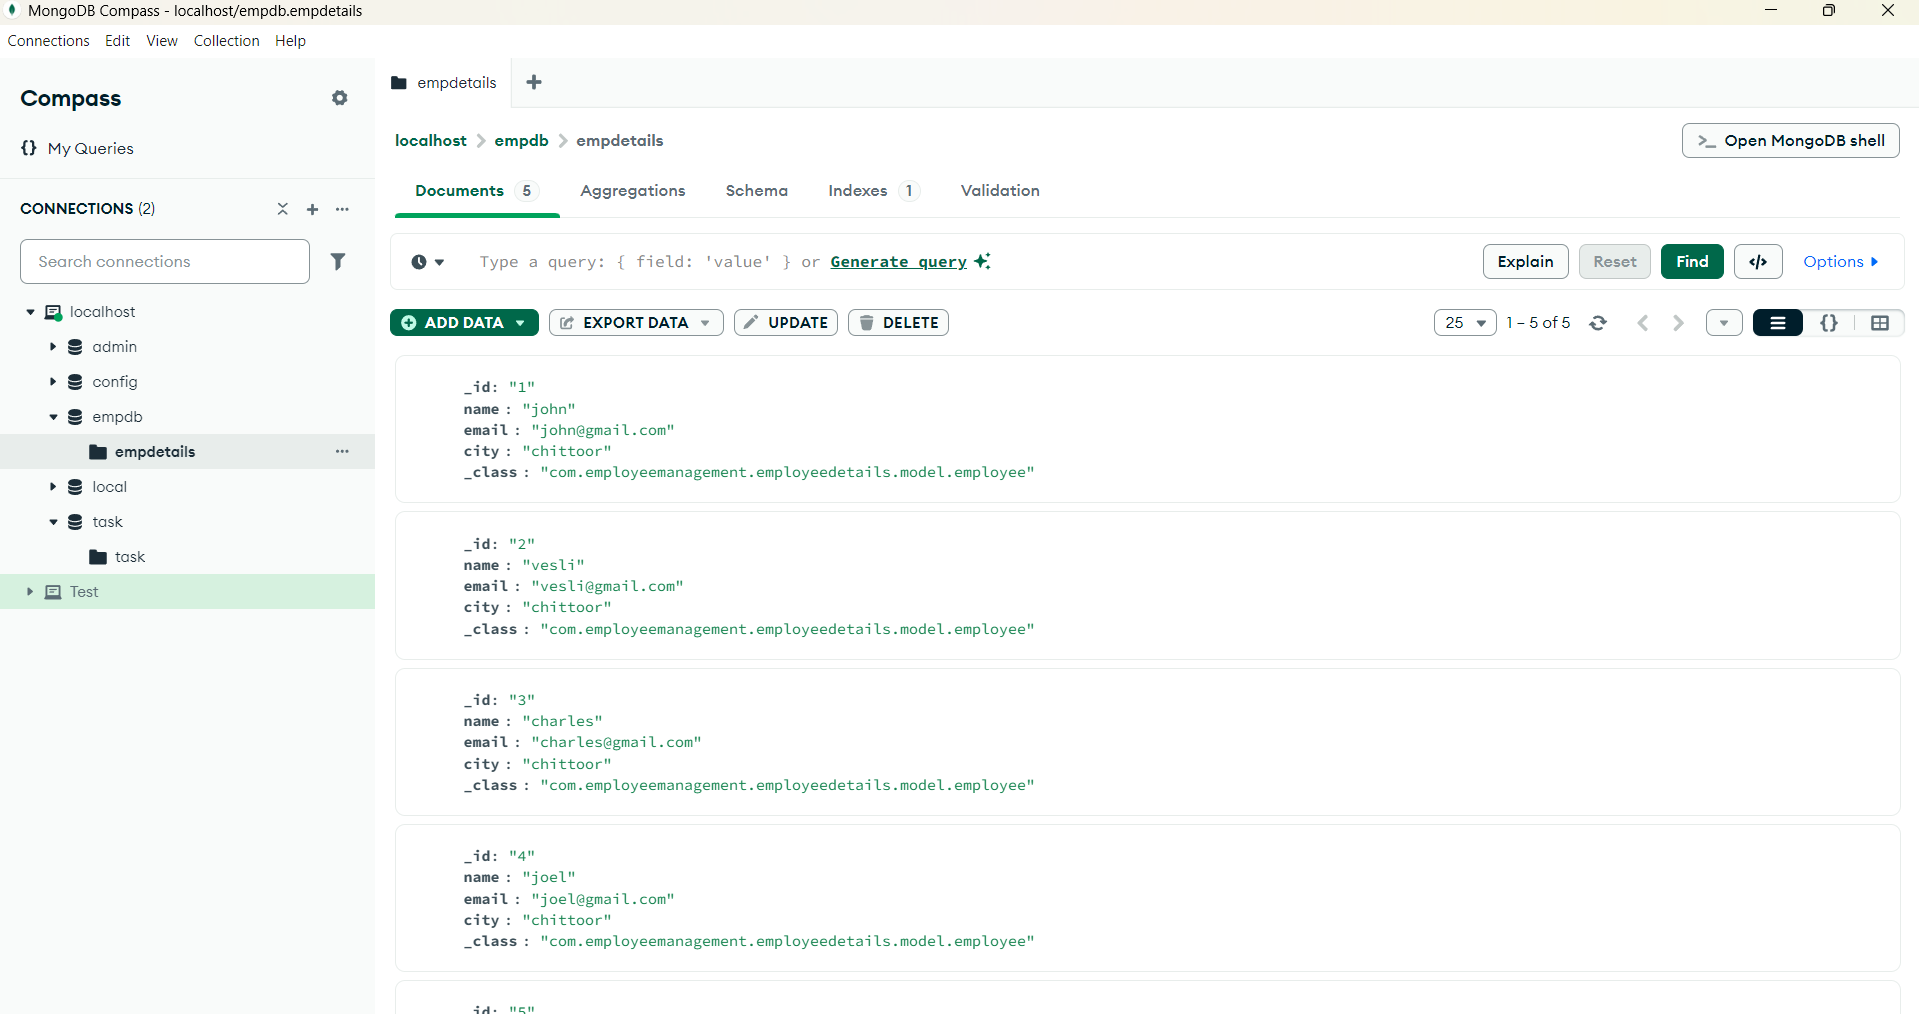 MongoDB Compass - localhost/empdb.empdetails
Connections Edit View Collection Help
Compass
{} My Queries
CONNECTIONS (2)
Search connections
localhost
admin
config
empdb
empdetails
local
task
task
Test
empdetails
localhost > empdb > empdetails
>_ Open MongoDB shell
Documents 5 Aggregations Schema Indexes 1 Validation
Type a query: { field: 'value' } or Generate query
Explain Reset Find </> Options
ADD DATA EXPORT DATA UPDATE DELETE
25 1 – 5 of 5 {}
_id: "1"
name : "john"
email : "john@gmail.com"
city : "chittoor"
_class : "com.employeemanagement.employeedetails.model.employee"
_id: "2"
name : "vesli"
email : "vesli@gmail.com"
city : "chittoor"
_class : "com.employeemanagement.employeedetails.model.employee"
_id: "3"
name : "charles"
email : "charles@gmail.com"
city : "chittoor"
_class : "com.employeemanagement.employeedetails.model.employee"
_id: "4"
name : "joel"
email : "joel@gmail.com"
city : "chittoor"
_class : "com.employeemanagement.employeedetails.model.employee"
_id: "5"